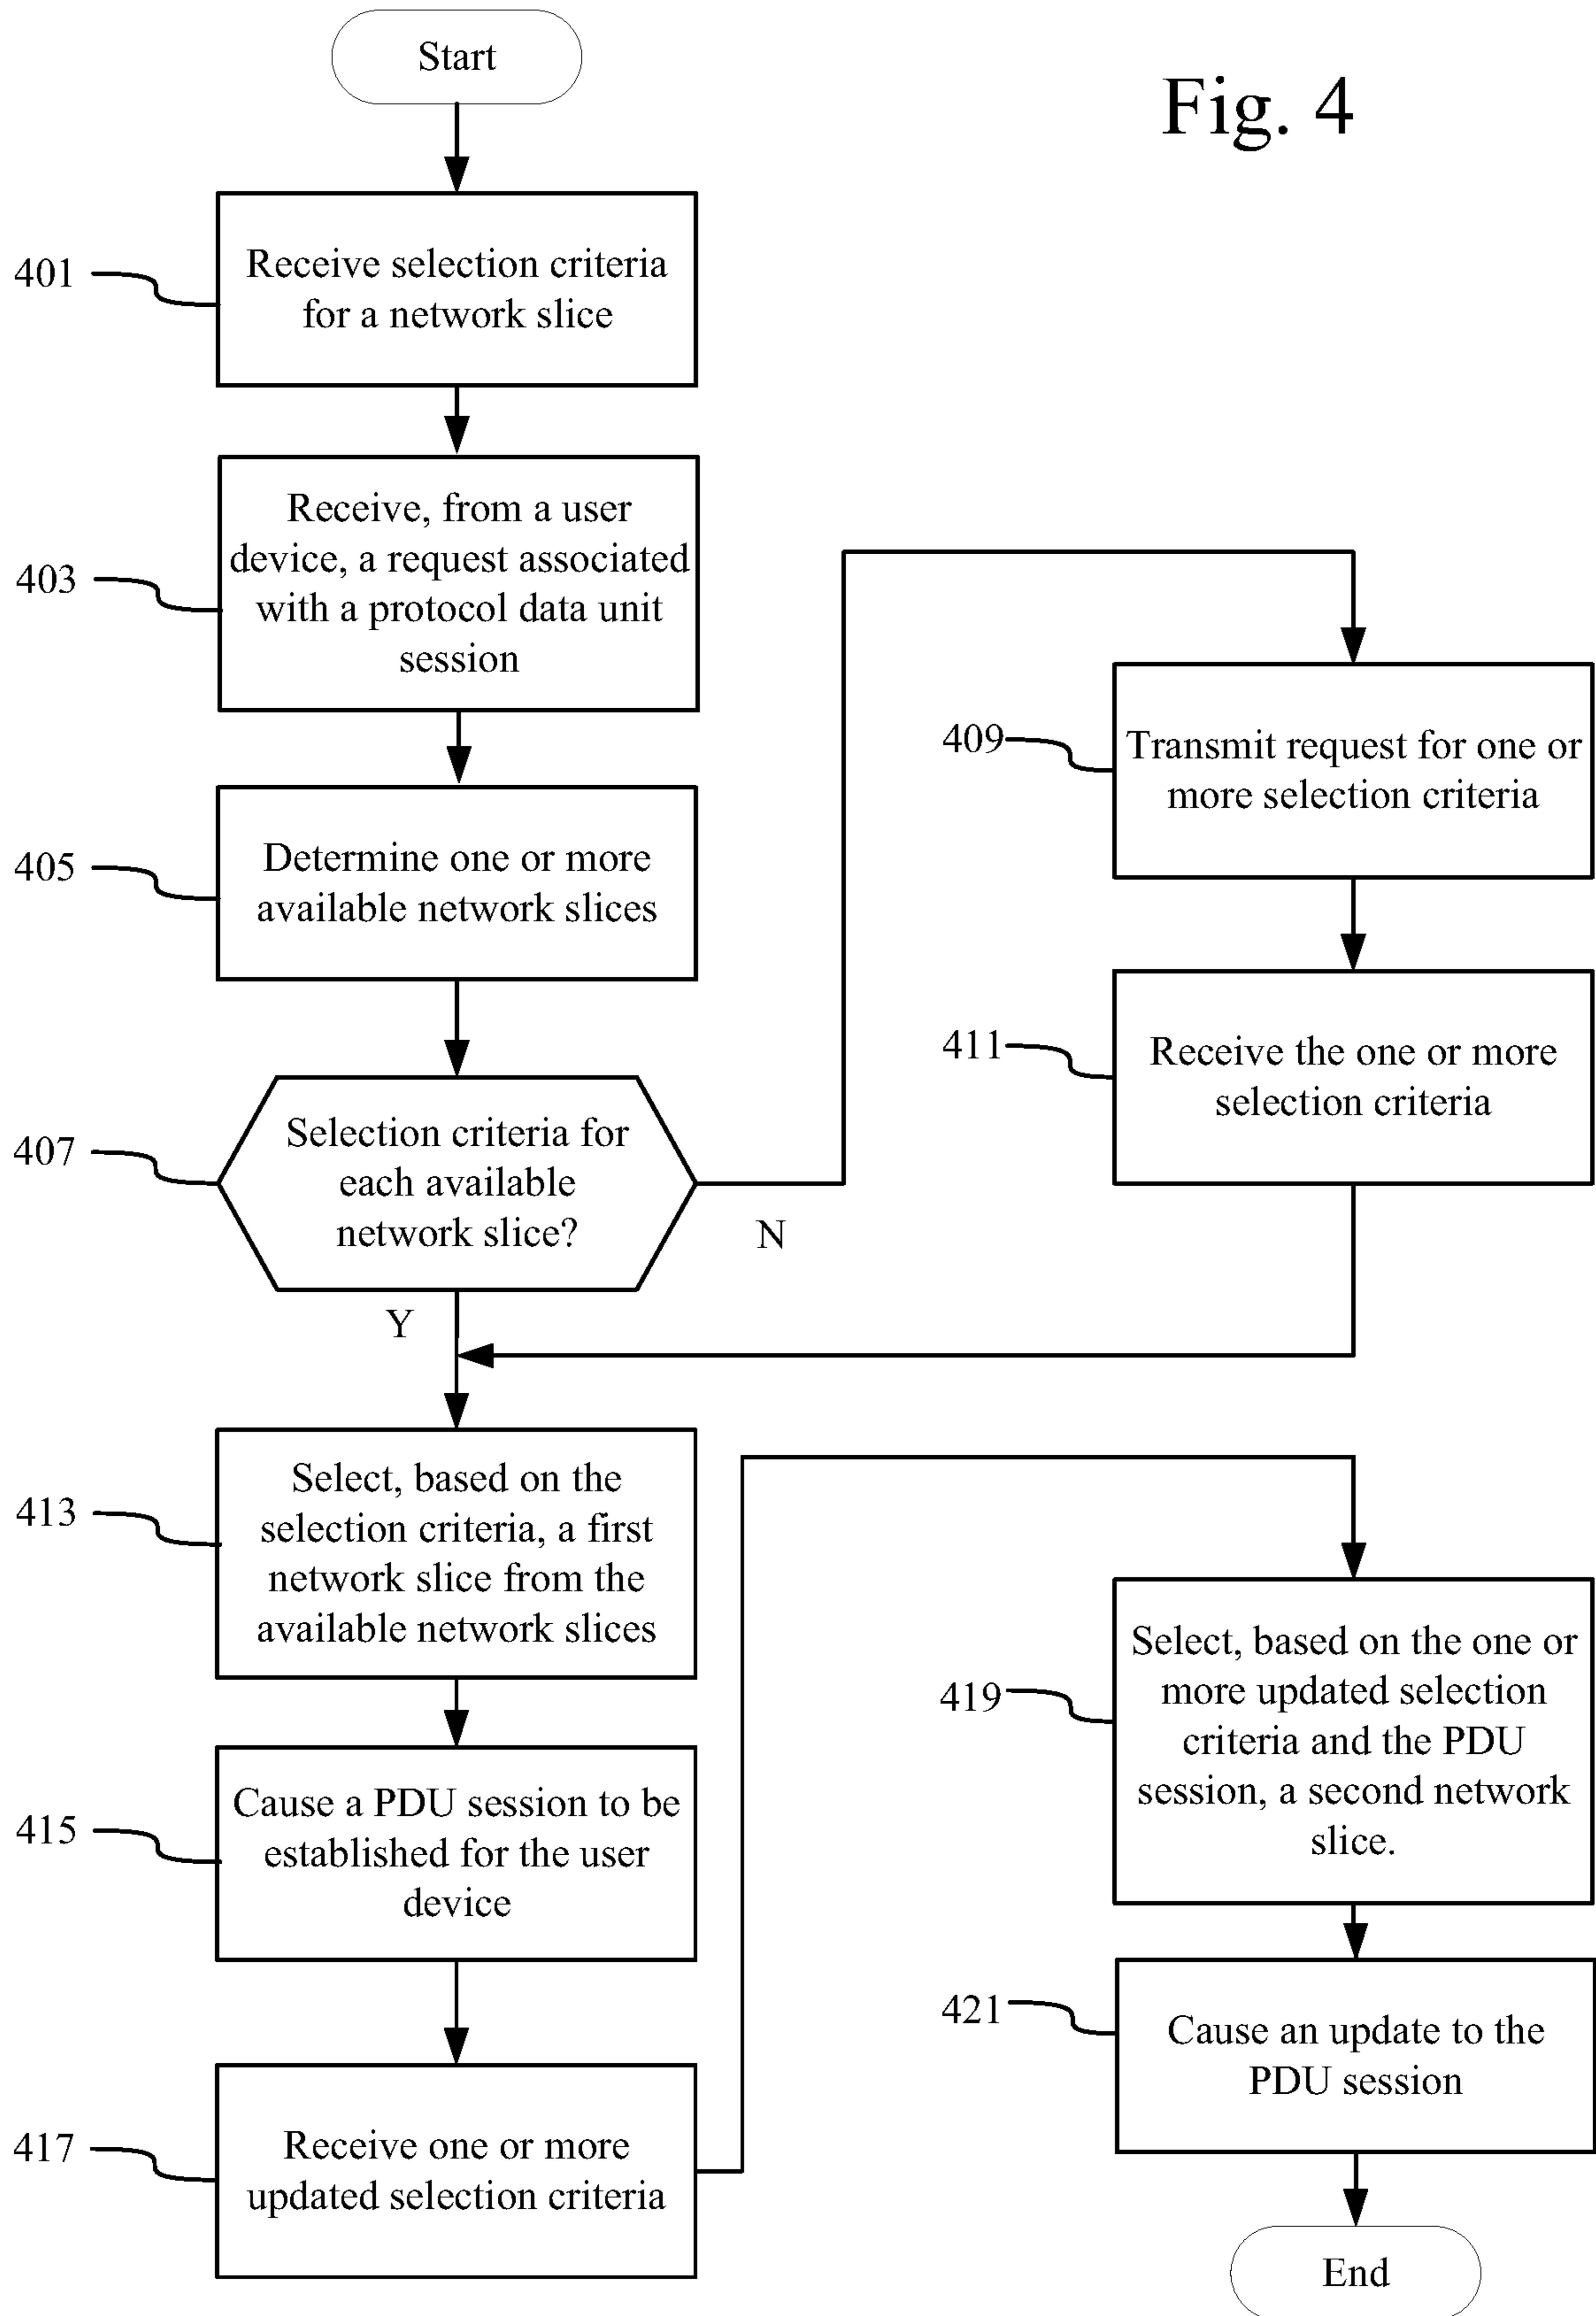 Start
Fig. 4
401
Receive selection criteria
for a network slice
403
Receive, from a user
device, a request associated
with a protocol data unit
session
405
Determine one or more
available network slices
407
Selection criteria for
each available
network slice?
N
Y
409
Transmit request for one or
more selection criteria
411
Receive the one or more
selection criteria
413
Select, based on the
selection criteria, a first
network slice from the
available network slices
415
Cause a PDU session to be
established for the user
device
417
Receive one or more
updated selection criteria
419
Select, based on the one or
more updated selection
criteria and the PDU
session, a second network
slice.
421
Cause an update to the
PDU session
End